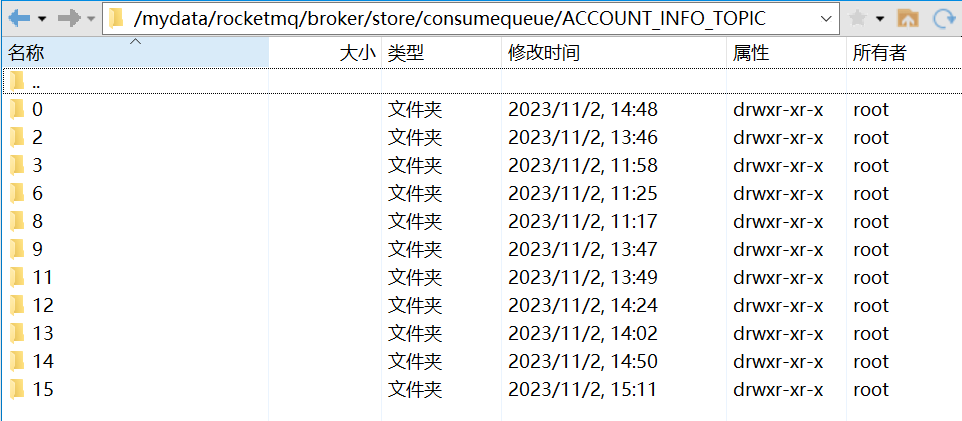 /mydata/rocketmq/broker/store/consumequeue/ACCOUNT_INFO_TOPIC
名称 大小 类型 修改时间 属性 所有者
..
0 文件夹 2023/11/2, 14:48 drwxr-xr-x root
2 文件夹 2023/11/2, 13:46 drwxr-xr-x root
3 文件夹 2023/11/2, 11:58 drwxr-xr-x root
6 文件夹 2023/11/2, 11:25 drwxr-xr-x root
8 文件夹 2023/11/2, 11:17 drwxr-xr-x root
9 文件夹 2023/11/2, 13:47 drwxr-xr-x root
11 文件夹 2023/11/2, 13:49 drwxr-xr-x root
12 文件夹 2023/11/2, 14:24 drwxr-xr-x root
13 文件夹 2023/11/2, 14:02 drwxr-xr-x root
14 文件夹 2023/11/2, 14:50 drwxr-xr-x root
15 文件夹 2023/11/2, 15:11 drwxr-xr-x root